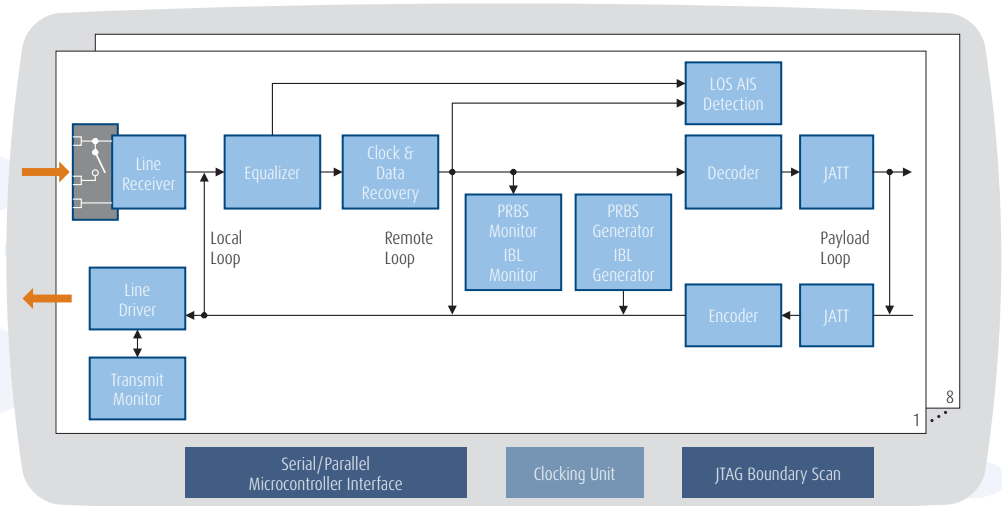 LOS AIS
Detection
Line
Receiver
Equalizer
Clock &
Data
Recovery
Decoder
JATT
PRBS
Monitor
IBL
Monitor
PRBS
Generator
IBL
Generator
Local
Loop
Remote
Loop
Payload
Loop
Line
Driver
Encoder
JATT
Transmit
Monitor
8
1
Serial/Parallel
Microcontroller Interface
Clocking Unit
JTAG Boundary Scan